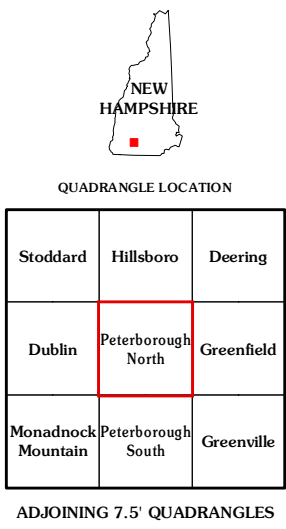 NEW
HAMPSHIRE
QUADRANGLE LOCATION
Stoddard Hillsboro Deering
Dublin Peterborough North Greenfield
Monadnock Mountain Peterborough South Greenville
ADJOINING 7.5' QUADRANGLES